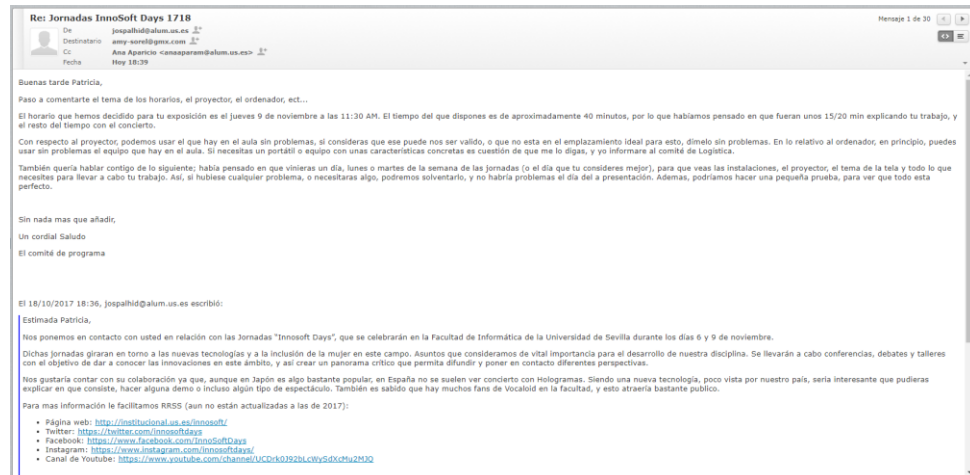 Re: Jornadas InnoSoft Days 1718
Mensaje 1 de 30
De jospalhid@alum.us.es
Destinatario amy-sorel@gmx.com
Cc Ana Aparicio <anaaparam@alum.us.es>
Fecha Hoy 18:39
Buenas tarde Patricia,
Paso a comentarte el tema de los horarios, el proyector, el ordenador, ect...
El horario que hemos decidido para tu exposición es el jueves 9 de noviembre a las 11:30 AM. El tiempo del que dispones es de aproximadamente 40 minutos, por lo que habíamos pensado en que fueran unos 15/20 min explicando tu trabajo, y
el resto del tiempo con el concierto.
Con respecto al proyector, podemos usar el que hay en el aula sin problemas, si consideras que ese puede nos ser valido, o que no esta en el emplazamiento ideal para esto, dímelo sin problemas. En lo relativo al ordenador, en principio, puedes
usar sin problemas el equipo que hay en el aula. Si necesitas un portátil o equipo con unas características concretas es cuestión de que me lo digas, y yo informare al comité de Logística.
También quería hablar contigo de lo siguiente; había pensado en que vinieras un día, lunes o martes de la semana de las jornadas (o el día que tu consideres mejor), para que veas las instalaciones, el proyector, el tema de la tela y todo lo que
necesites para llevar a cabo tu trabajo. Así, si hubiese cualquier problema, o necesitaras algo, podremos solventarlo, y no habría problemas el día del a presentación. Ademas, podríamos hacer una pequeña prueba, para ver que todo esta
perfecto.
Sin nada mas que añadir,
Un cordial Saludo
El comité de programa
El 18/10/2017 18:36, jospalhid@alum.us.es escribió:
Estimada Patricia,
Nos ponemos en contacto con usted en relación con las Jornadas "Innosoft Days", que se celebrarán en la Facultad de Informática de la Universidad de Sevilla durante los días 6 y 9 de noviembre.
Dichas jornadas giraran en torno a las nuevas tecnologías y a la inclusión de la mujer en este campo. Asuntos que consideramos de vital importancia para el desarrollo de nuestra disciplina. Se llevarán a cabo conferencias, debates y talleres
con el objetivo de dar a conocer las innovaciones en este ámbito, y así crear un panorama crítico que permita difundir y poner en contacto diferentes perspectivas.
Nos gustaría contar con su colaboración ya que, aunque en Japón es algo bastante popular, en España no se suelen ver concierto con Hologramas. Siendo una nueva tecnología, poco vista por nuestro país, seria interesante que pudieras
explicar en que consiste, hacer alguna demo o incluso algún tipo de espectáculo. También es sabido que hay muchos fans de Vocaloid en la facultad, y esto atraería bastante publico.
Para mas información le facilitamos RRSS (aun no están actualizadas a las de 2017):
• Página web: http://institucional.us.es/innosoft/
• Twitter: https://twitter.com/innosoftdays
• Facebook: https://www.facebook.com/InnoSoftDays
• Instagram: https://www.instagram.com/innosoftdays/
• Canal de Youtube: https://www.youtube.com/channel/UCDrk0J92bLcWySdXcMu2MJQ